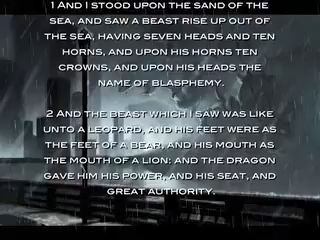 1 And I stood upon the sand of the
sea, and saw a beast rise up out of
the sea, having seven heads and ten
horns, and upon his horns ten
crowns, and upon his heads the
name of blasphemy.
2 And the beast which I saw was like
unto a leopard, and his feet were as
the feet of a bear, and his mouth as
the mouth of a lion: and the dragon
gave him his power, and his seat, and
great authority.